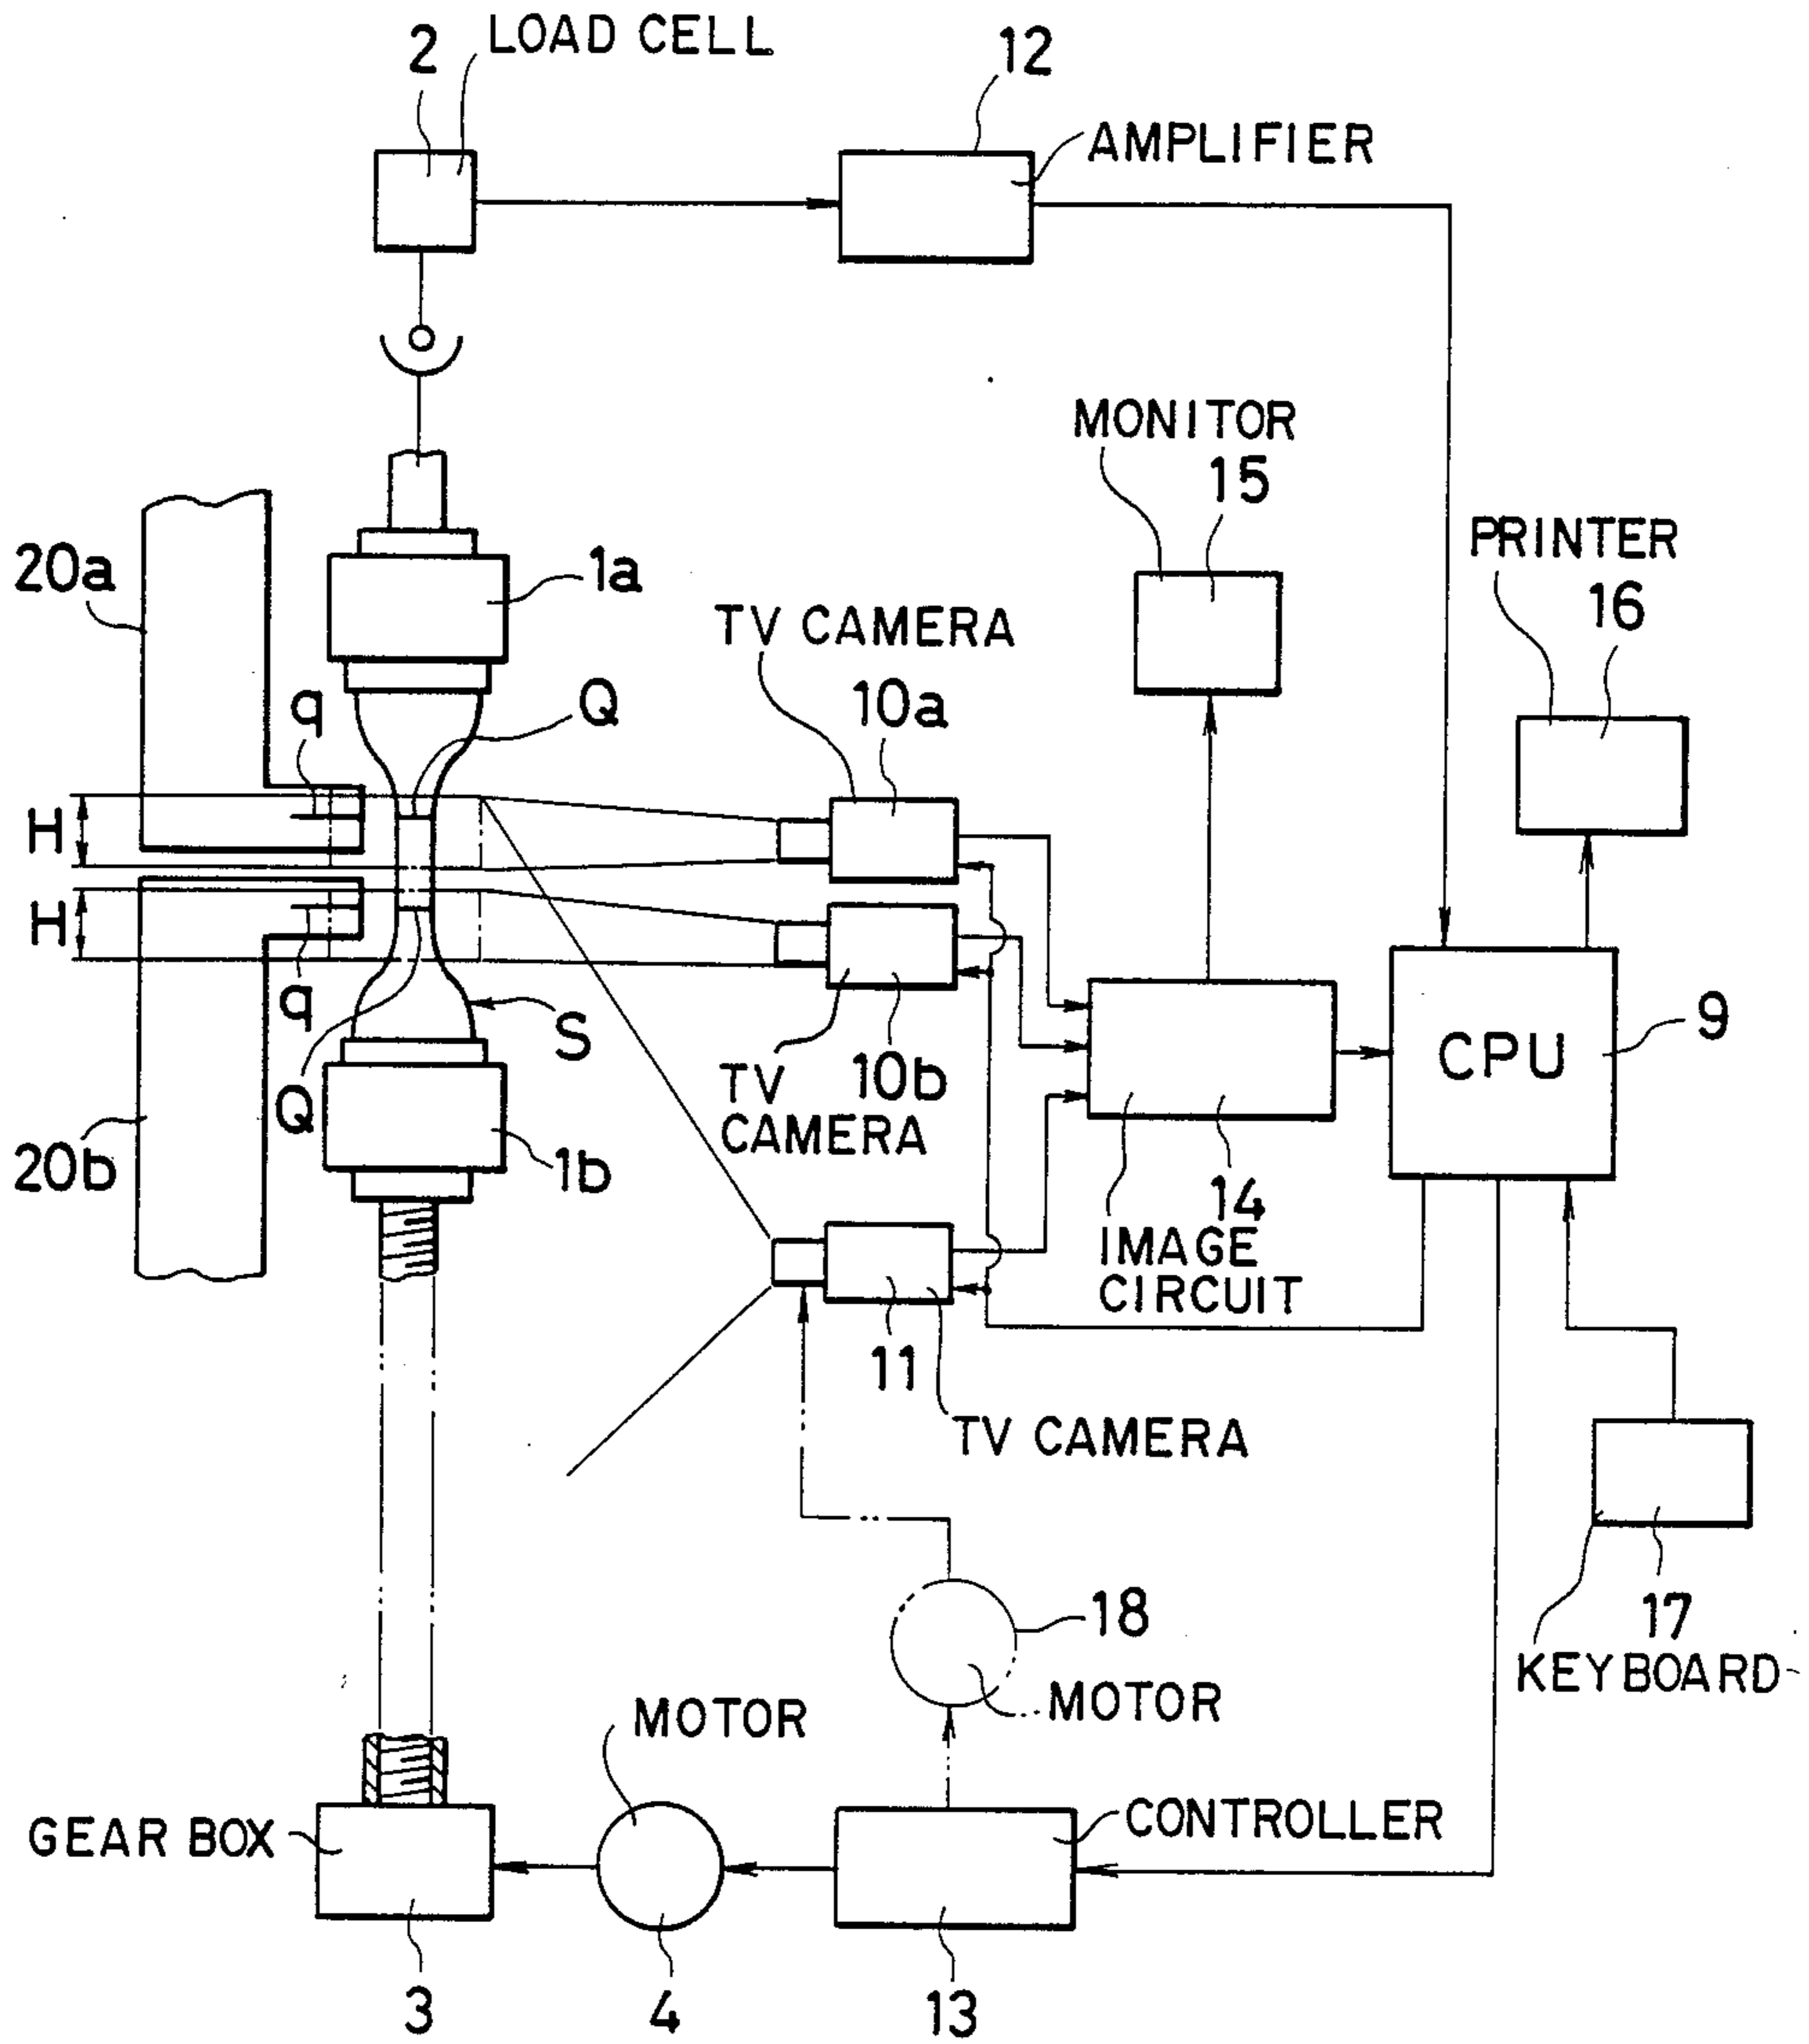 2
LOAD CELL
12
AMPLIFIER
MONITOR
15
PRINTER
16
20a
1a
TV CAMERA
10a
q
Q
H
H
q
S
Q
TV
CAMERA
10b
CPU
9
20b
1b
14
IMAGE
CIRCUIT
11
TV CAMERA
17
KEYBOARD
18
MOTOR
MOTOR
GEAR BOX
CONTROLLER
3
4
13